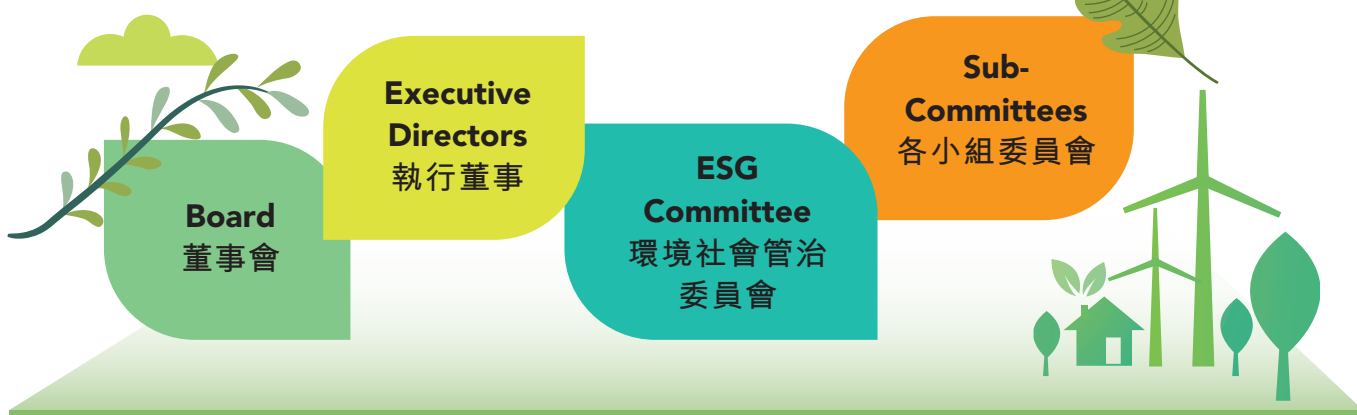 Board
董事會
Executive
Directors
執行董事
ESG
Committee
環境社會管治
委員會
Sub-
Committees
各小組委員會